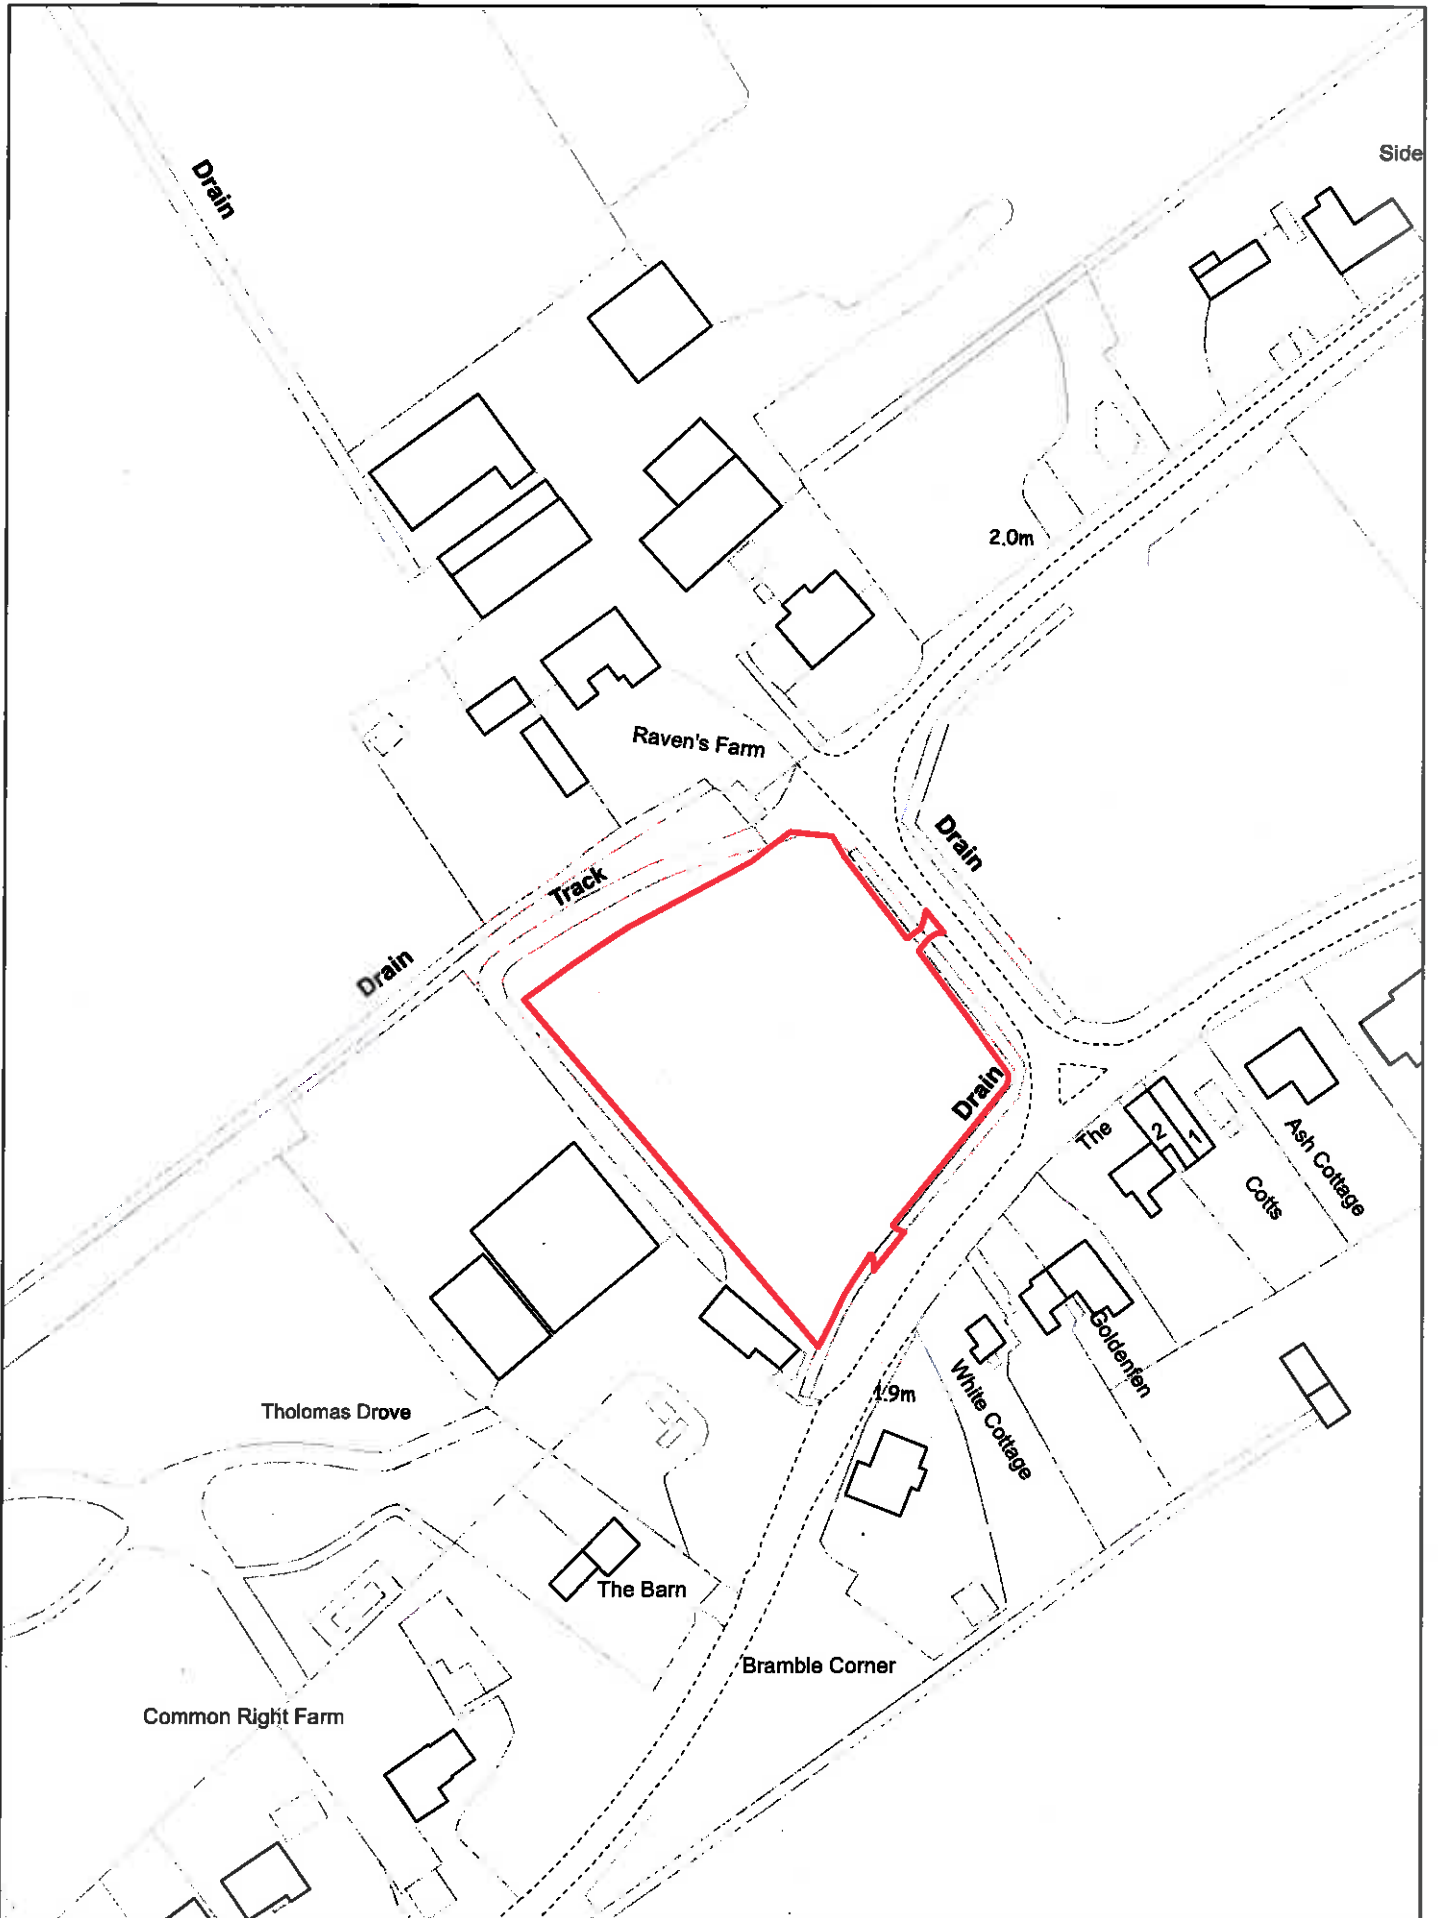 Side
Drain
2.0m
Raven's Farm
Drain
Track
Drain
Drain
The
2
1
Ash Cottage
Cotts
Goldenfen
White Cottage
1.9m
Tholomas Drove
The Barn
Bramble Corner
Common Right Farm